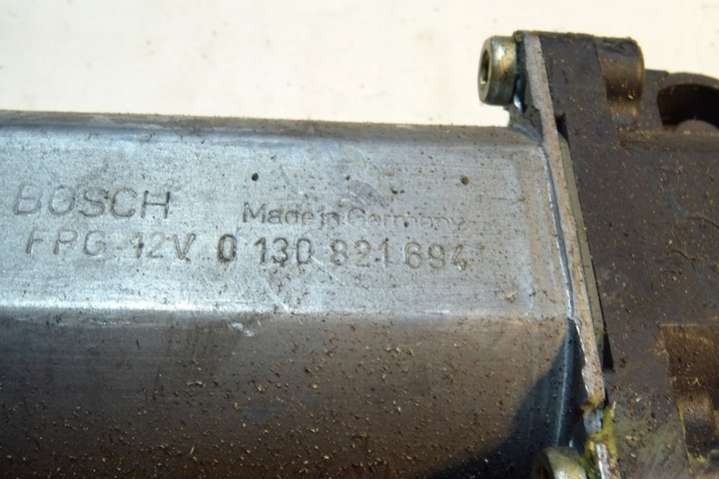 BOSCH Made in Germany
FPG 12V 0 130 821 694